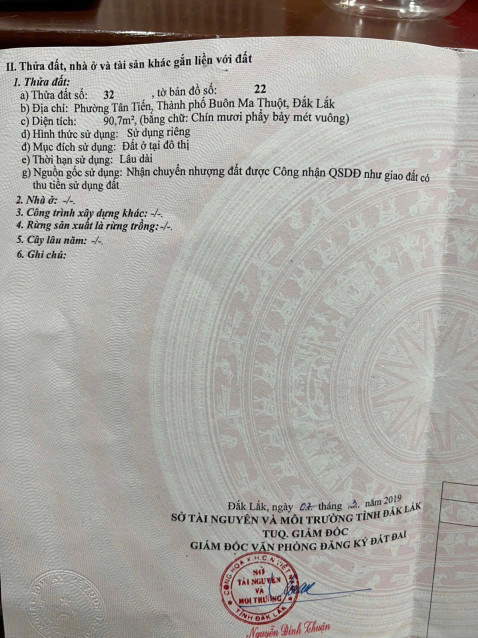 II. Thửa đất, nhà ở và tài sản khác gắn liền với đất
1. Thửa đất:
a) Thửa đất số: 32 , tờ bản đồ số: 22
b) Địa chỉ: Phường Tân Tiến, Thành phố Buôn Ma Thuột, Đắk Lắk
c) Diện tích: 90,7m², (bằng chữ: Chín mươi phẩy bảy mét vuông)
d) Hình thức sử dụng: Sử dụng riêng
đ) Mục đích sử dụng: Đất ở tại đô thị
e) Thời hạn sử dụng: Lâu dài
g) Nguồn gốc sử dụng: Nhận chuyển nhượng đất được Công nhận QSDĐ như giao đất có
thu tiền sử dụng đất
2. Nhà ở: -/-.
3. Công trình xây dựng khác: -/-.
4. Rừng sản xuất là rừng trồng: -/-.
5. Cây lâu năm: -/-.
6. Ghi chú:
Đắk Lắk, ngày 07 tháng 3. năm 2019
SỞ TÀI NGUYÊN VÀ MÔI TRƯỜNG TỈNH ĐẮK LẮK
TUQ. GIÁM ĐỐC
GIÁM ĐỐC VĂN PHÒNG ĐĂNG KÝ ĐẤT ĐAI
SỞ
TÀI NGUYÊN
VÀ
MÔI TRƯỜNG
TỈNH ĐẮK LẮK
Nguyễn Đình Thuận